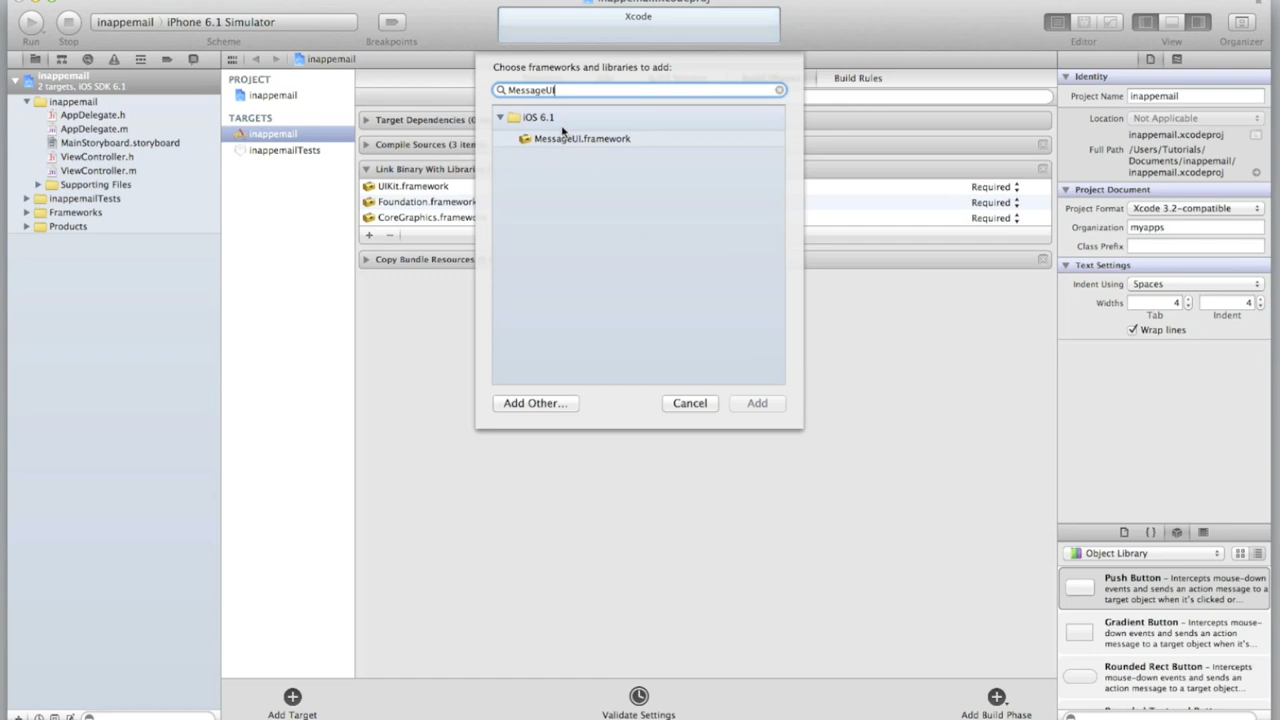 inappemail.xcodeproj
inappemail › iPhone 6.1 Simulator
Xcode
Run
Stop
Scheme
Breakpoints
Editor
View
Organizer
inappemail
2 targets, iOS SDK 6.1
inappemail
AppDelegate.h
AppDelegate.m
MainStoryboard.storyboard
ViewController.h
ViewController.m
Supporting Files
inappemailTests
Frameworks
Products
inappemail
PROJECT
inappemail
TARGETS
inappemail
inappemailTests
Build Rules
Target Dependencies (0
Compile Sources (3 item
Link Binary With Librari
UIKit.framework
Required
Foundation.framework
Required
CoreGraphics.framewo
Required
+ −
Copy Bundle Resources
Choose frameworks and libraries to add:
MessageUI
iOS 6.1
MessageUI.framework
Add Other...
Cancel
Add
Identity
Project Name inappemail
Location Not Applicable
inappemail.xcodeproj
Full Path /Users/Tutorials/
Documents/inappemail/
inappemail.xcodeproj
Project Document
Project Format Xcode 3.2-compatible
Organization myapps
Class Prefix
Text Settings
Indent Using Spaces
Widths 4 4
Tab Indent
Wrap lines
{ }
Object Library
Push Button – Intercepts mouse-down
events and sends an action message to a
target object when it's clicked or...
Gradient Button – Intercepts mouse-
down events and sends an action
message to a target object when it's...
Rounded Rect Button – Intercepts
mouse-down events and sends an
action message to a target object...
Add Target
Validate Settings
Add Build Phase